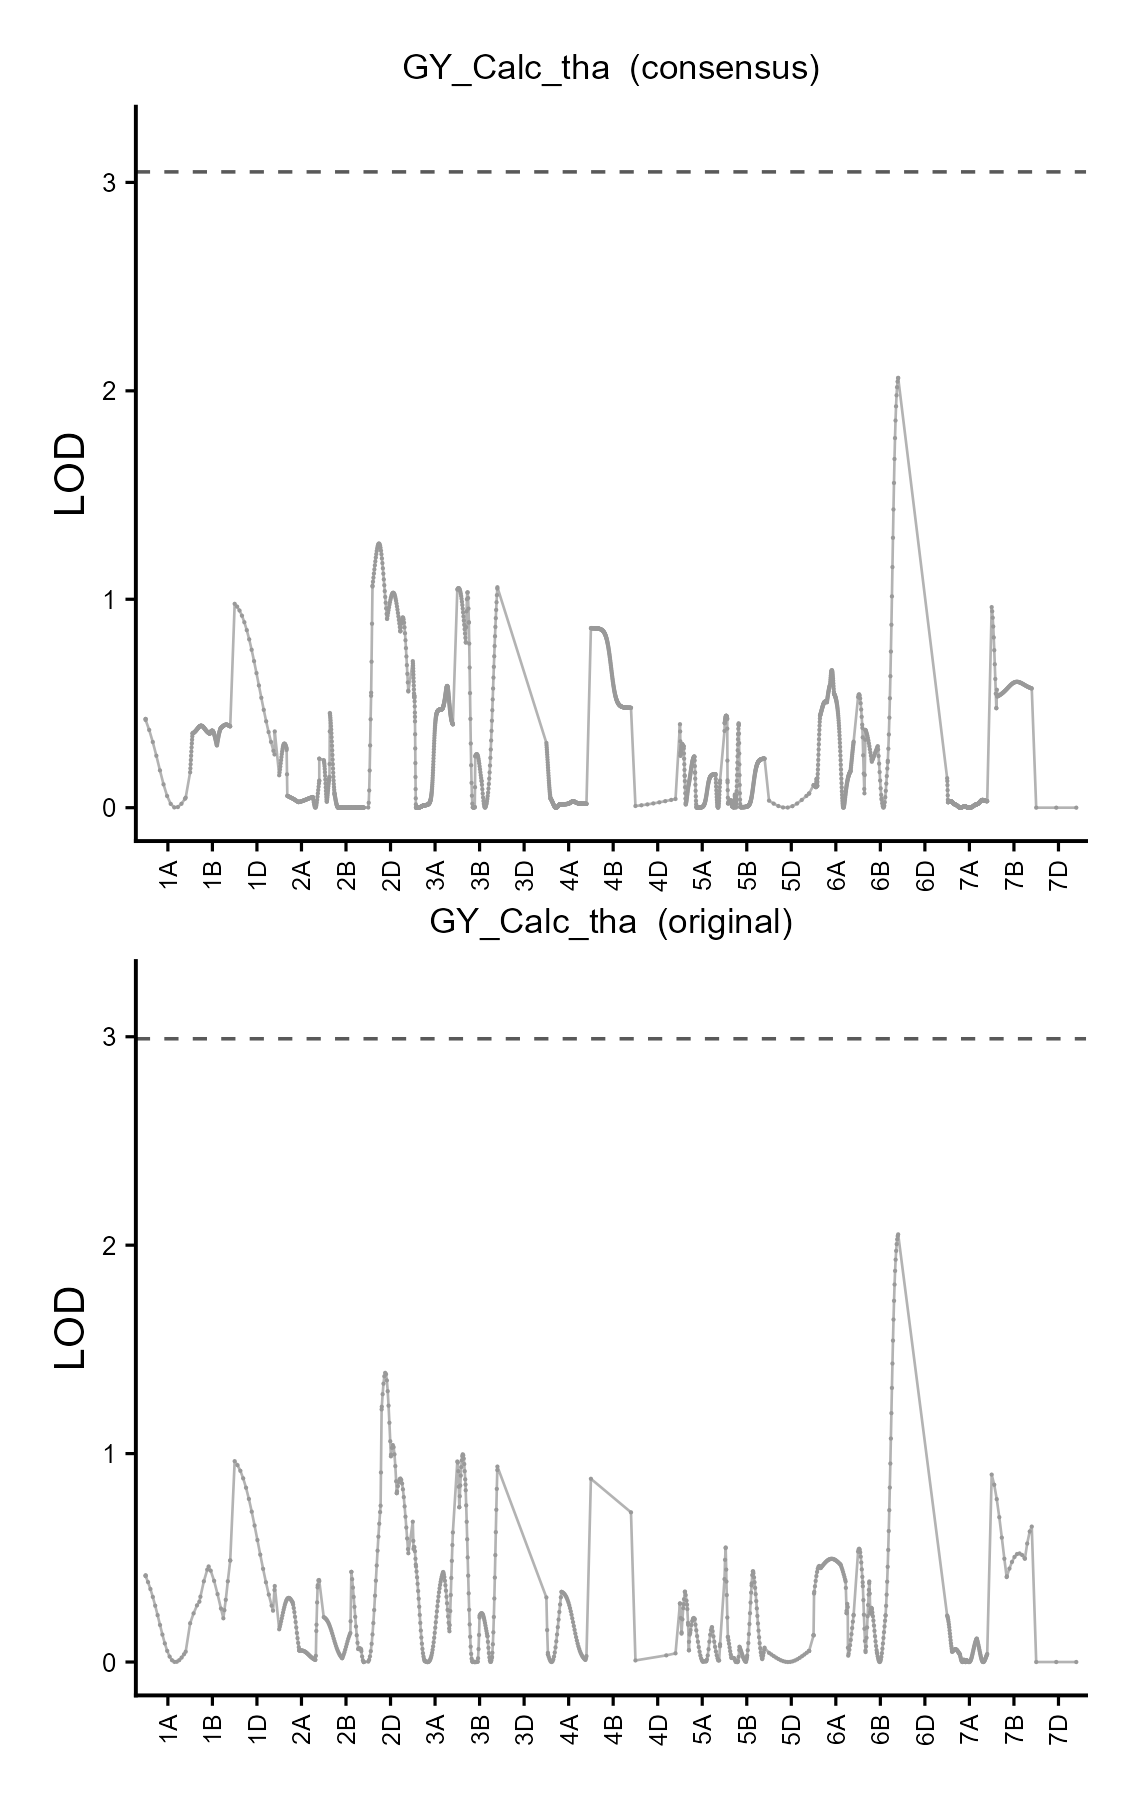 GY_Calc_tha (consensus)
3
2
1
0
LOD
1A 1B 1D 2A 2B 2D 3A 3B 3D 4A 4B 4D 5A 5B 5D 6A 6B 6D 7A 7B 7D
GY_Calc_tha (original)
3
2
1
0
LOD
1A 1B 1D 2A 2B 2D 3A 3B 3D 4A 4B 4D 5A 5B 5D 6A 6B 6D 7A 7B 7D